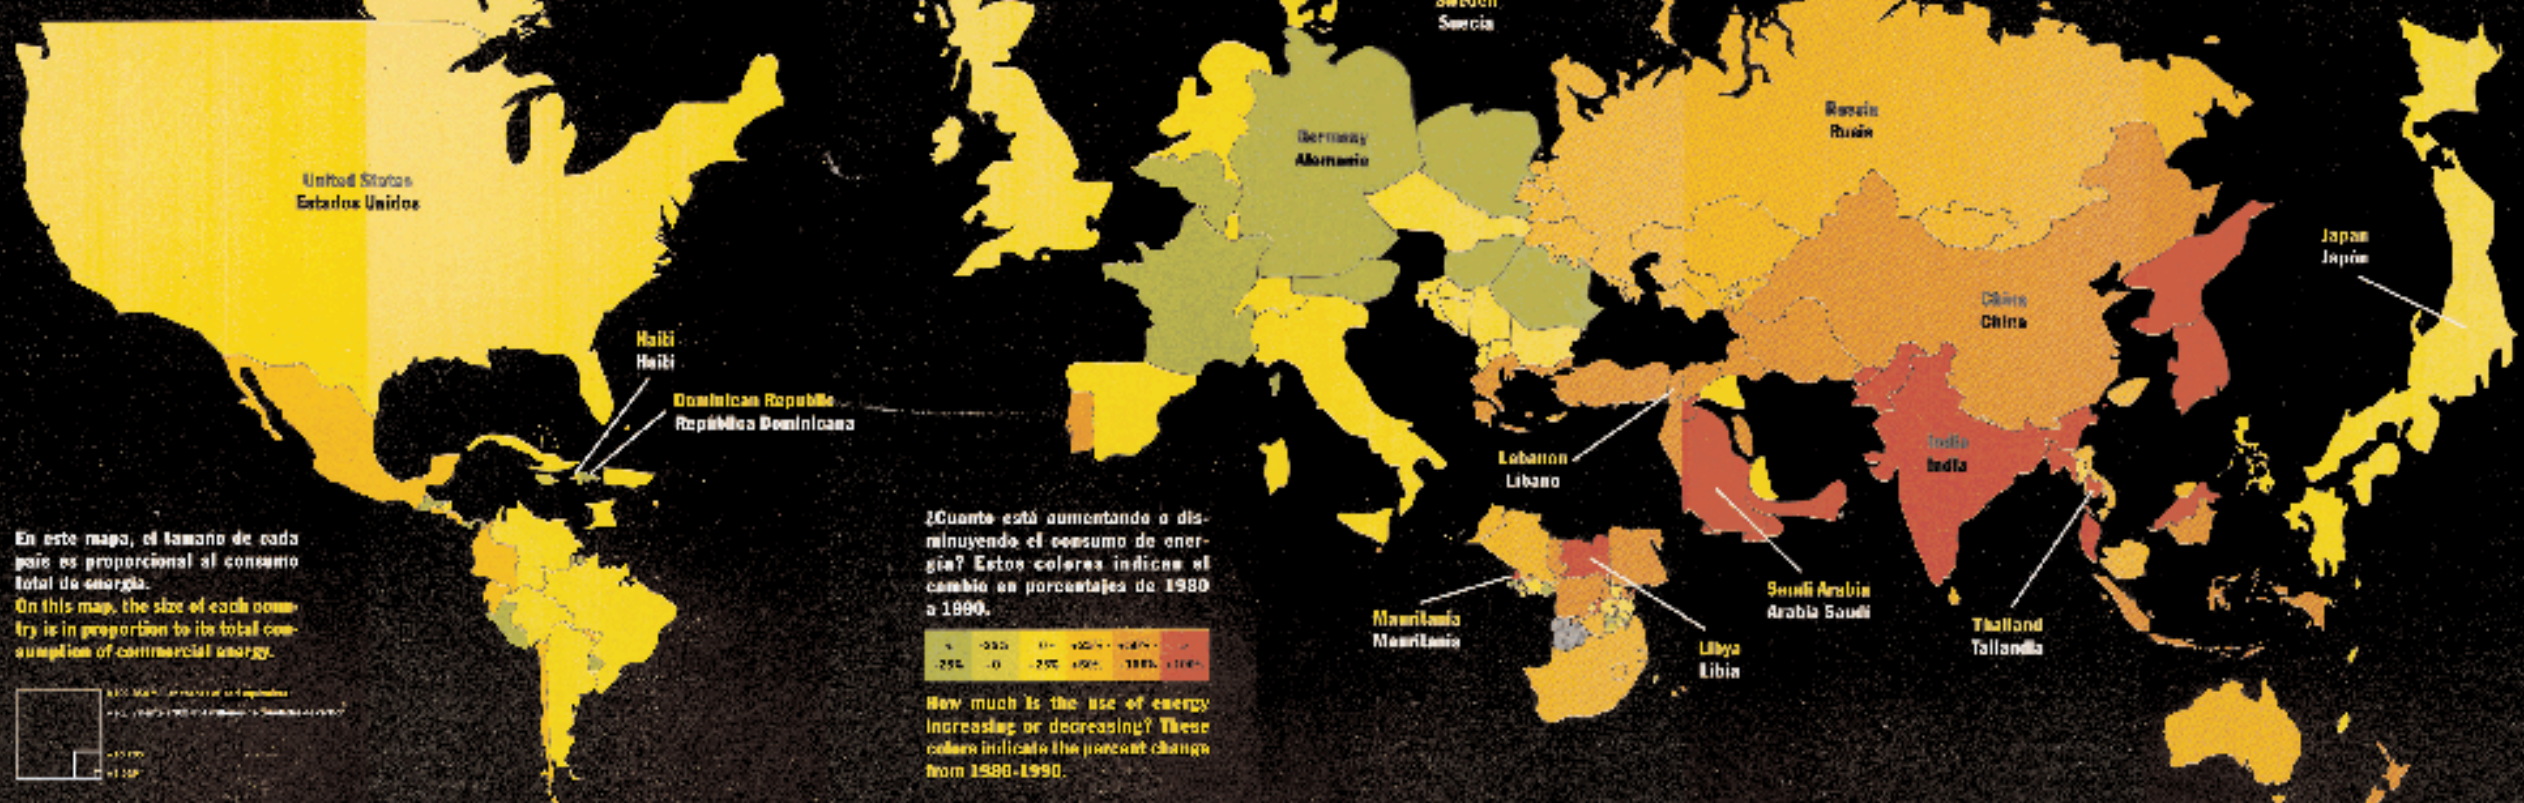 Sweden
Suecia
United States
Estados Unidos
Germany
Alemania
Russia
Rusia
Japan
Japón
China
China
Haiti
Haití
Dominican Republic
República Dominicana
India
India
Lebanon
Líbano
Saudi Arabia
Arabia Saudí
Mauritania
Mauritania
Libya
Libia
Thailand
Tailandia
En este mapa, el tamaño de cada
país es proporcional al consumo
total de energía.
On this map, the size of each coun-
try is in proportion to its total con-
sumption of commercial energy.
¿Cuanto está aumentando o dis-
minuyendo el consumo de ener-
gía? Estos colores indican el
cambio en porcentajes de 1980
a 1990.
-25%
How much is the use of energy
increasing or decreasing? These
colors indicate the percent change
from 1980-1990.